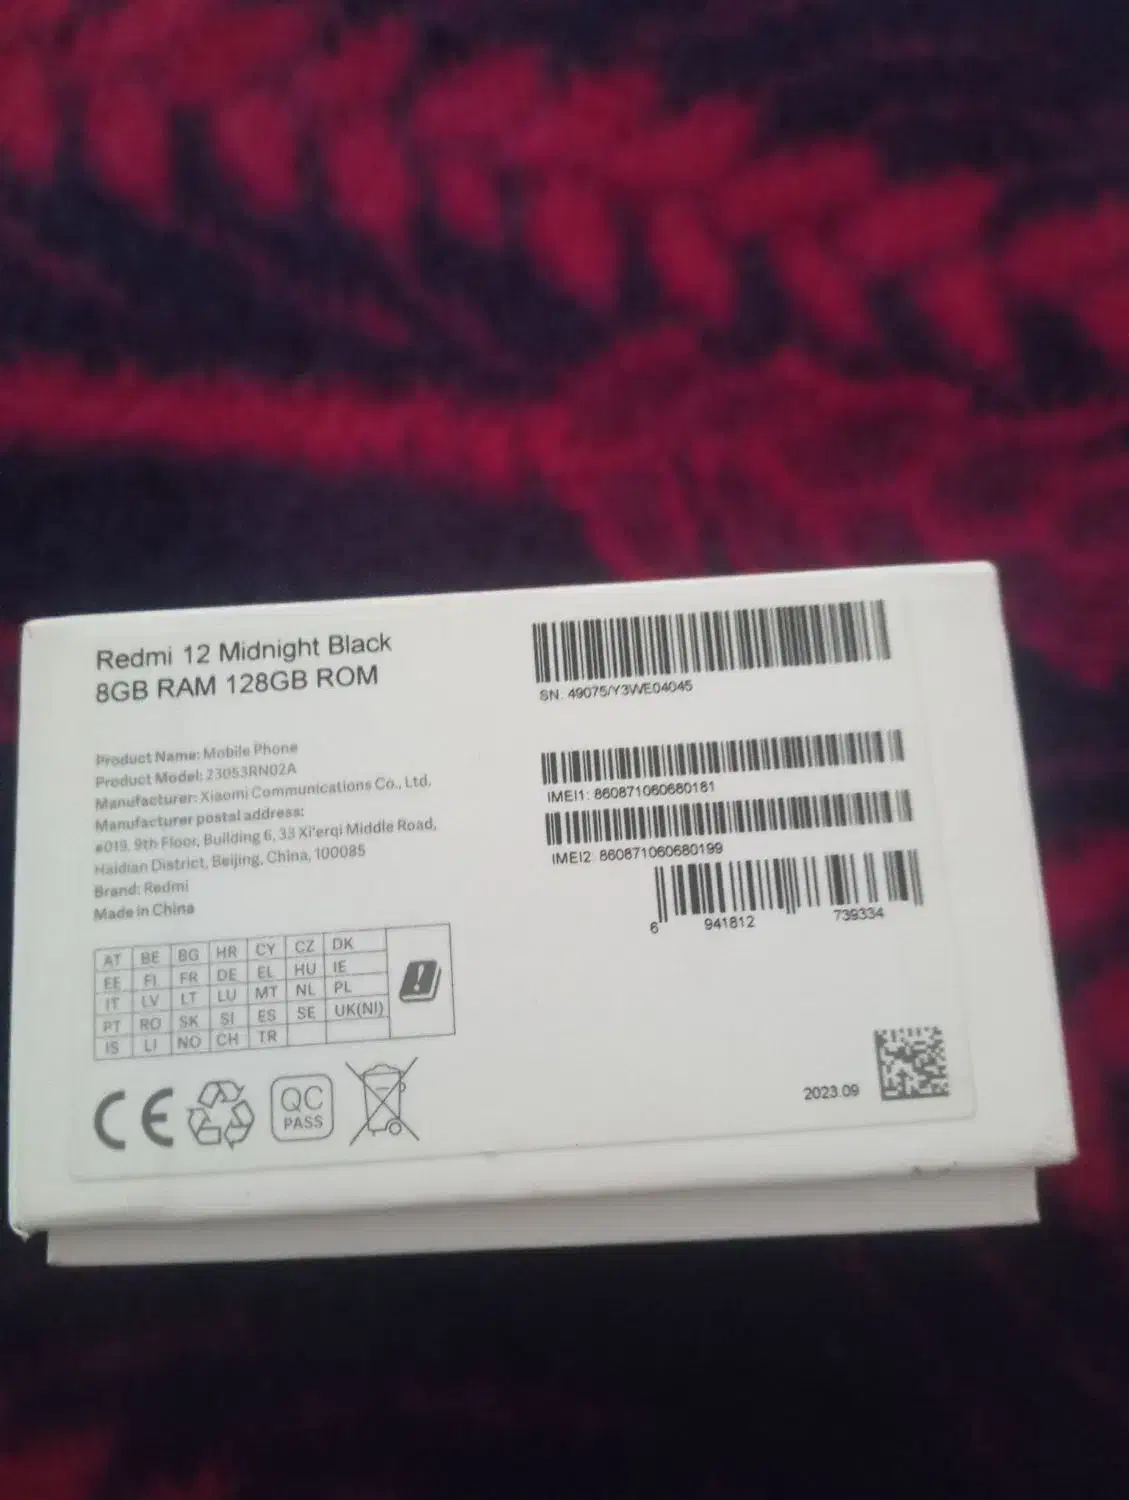 Redmi 12 Midnight Black
8GB RAM 128GB ROM
Product Name: Mobile Phone
Product Model: 23053RN02A
Manufacturer: Xiaomi Communications Co., Ltd.
Manufacturer postal address:
#019, 9th Floor, Building 6, 33 Xi'erqi Middle Road,
Haidian District, Beijing, China, 100085
Brand: Redmi
Made in China
AT BE BG HR CY CZ DK
EE FI FR DE EL HU IE
IT LV LT LU MT NL PL
PT RO SK SI ES SE UK(NI)
IS LI NO CH TR
CE
QC
PASS
SN: 49075/Y3WE04045
IMEI1: 860871060680181
IMEI2: 860871060680199
6 941812 739334
2023.09